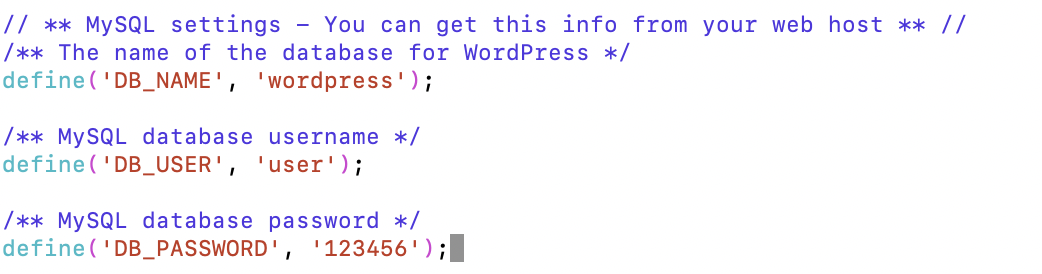 // ** MySQL settings – You can get this info from your web host ** //
/** The name of the database for WordPress */
define('DB_NAME', 'wordpress');
/** MySQL database username */
define('DB_USER', 'user');
/** MySQL database password */
define('DB_PASSWORD', '123456');